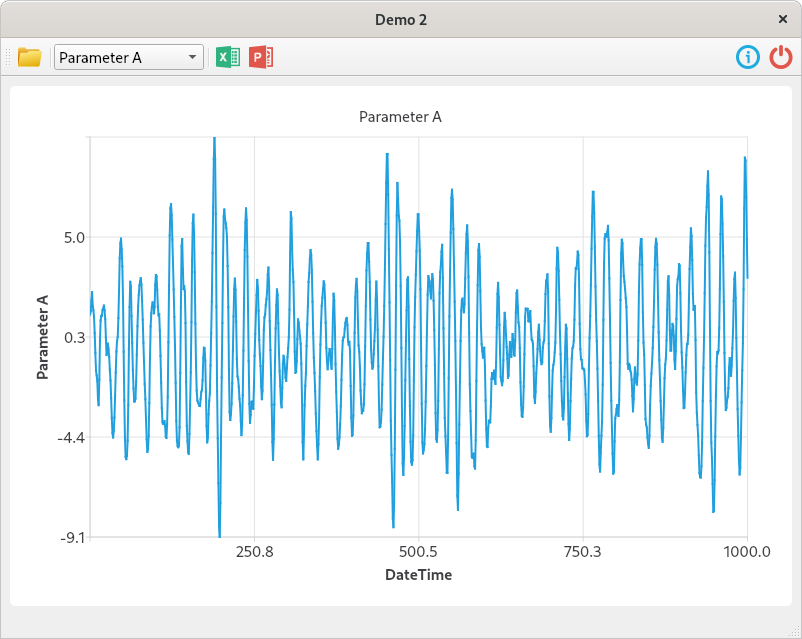 Demo 2
Parameter A
X
P
Parameter A
5.0
0.3
-4.4
-9.1
Parameter A
250.8
500.5
750.3
1000.0
DateTime